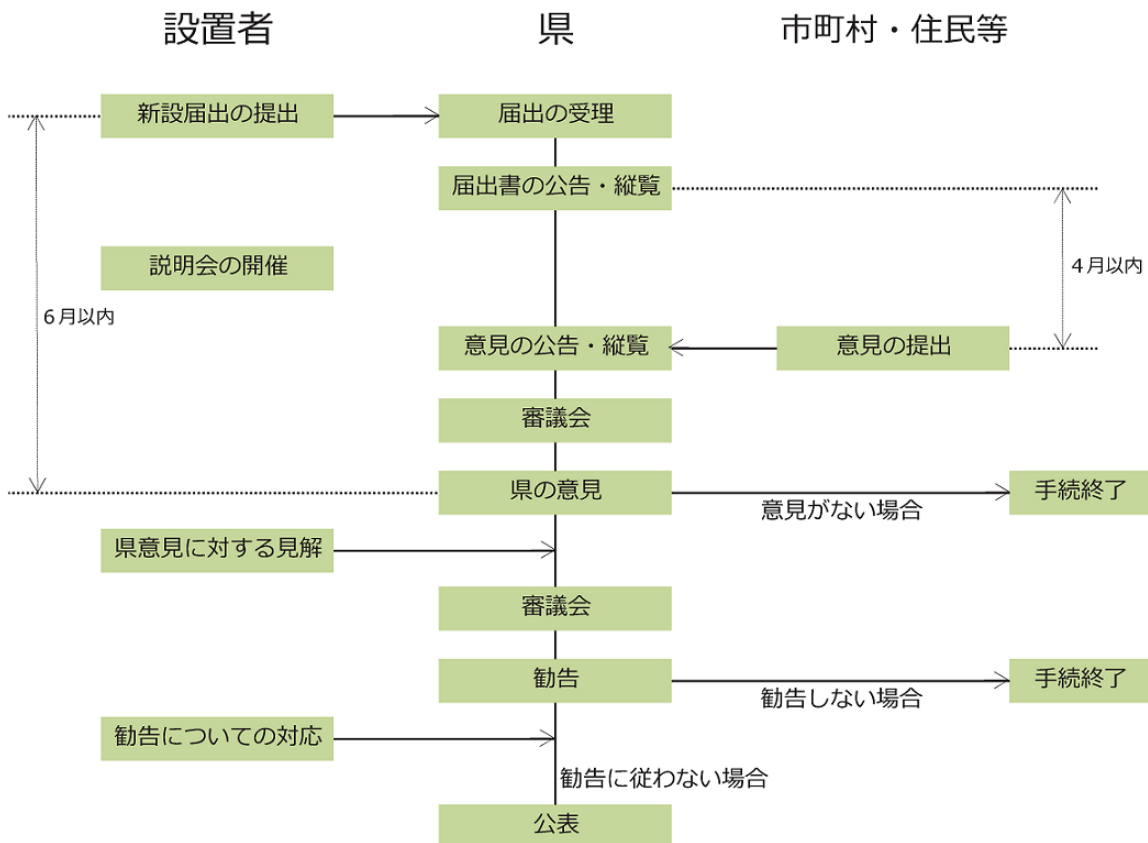 設置者
県
市町村・住民等
新設届出の提出
届出の受理
届出書の公告・縦覧
説明会の開催
４月以内
６月以内
意見の公告・縦覧
意見の提出
審議会
県の意見
手続終了
意見がない場合
県意見に対する見解
審議会
勧告
手続終了
勧告しない場合
勧告についての対応
勧告に従わない場合
公表